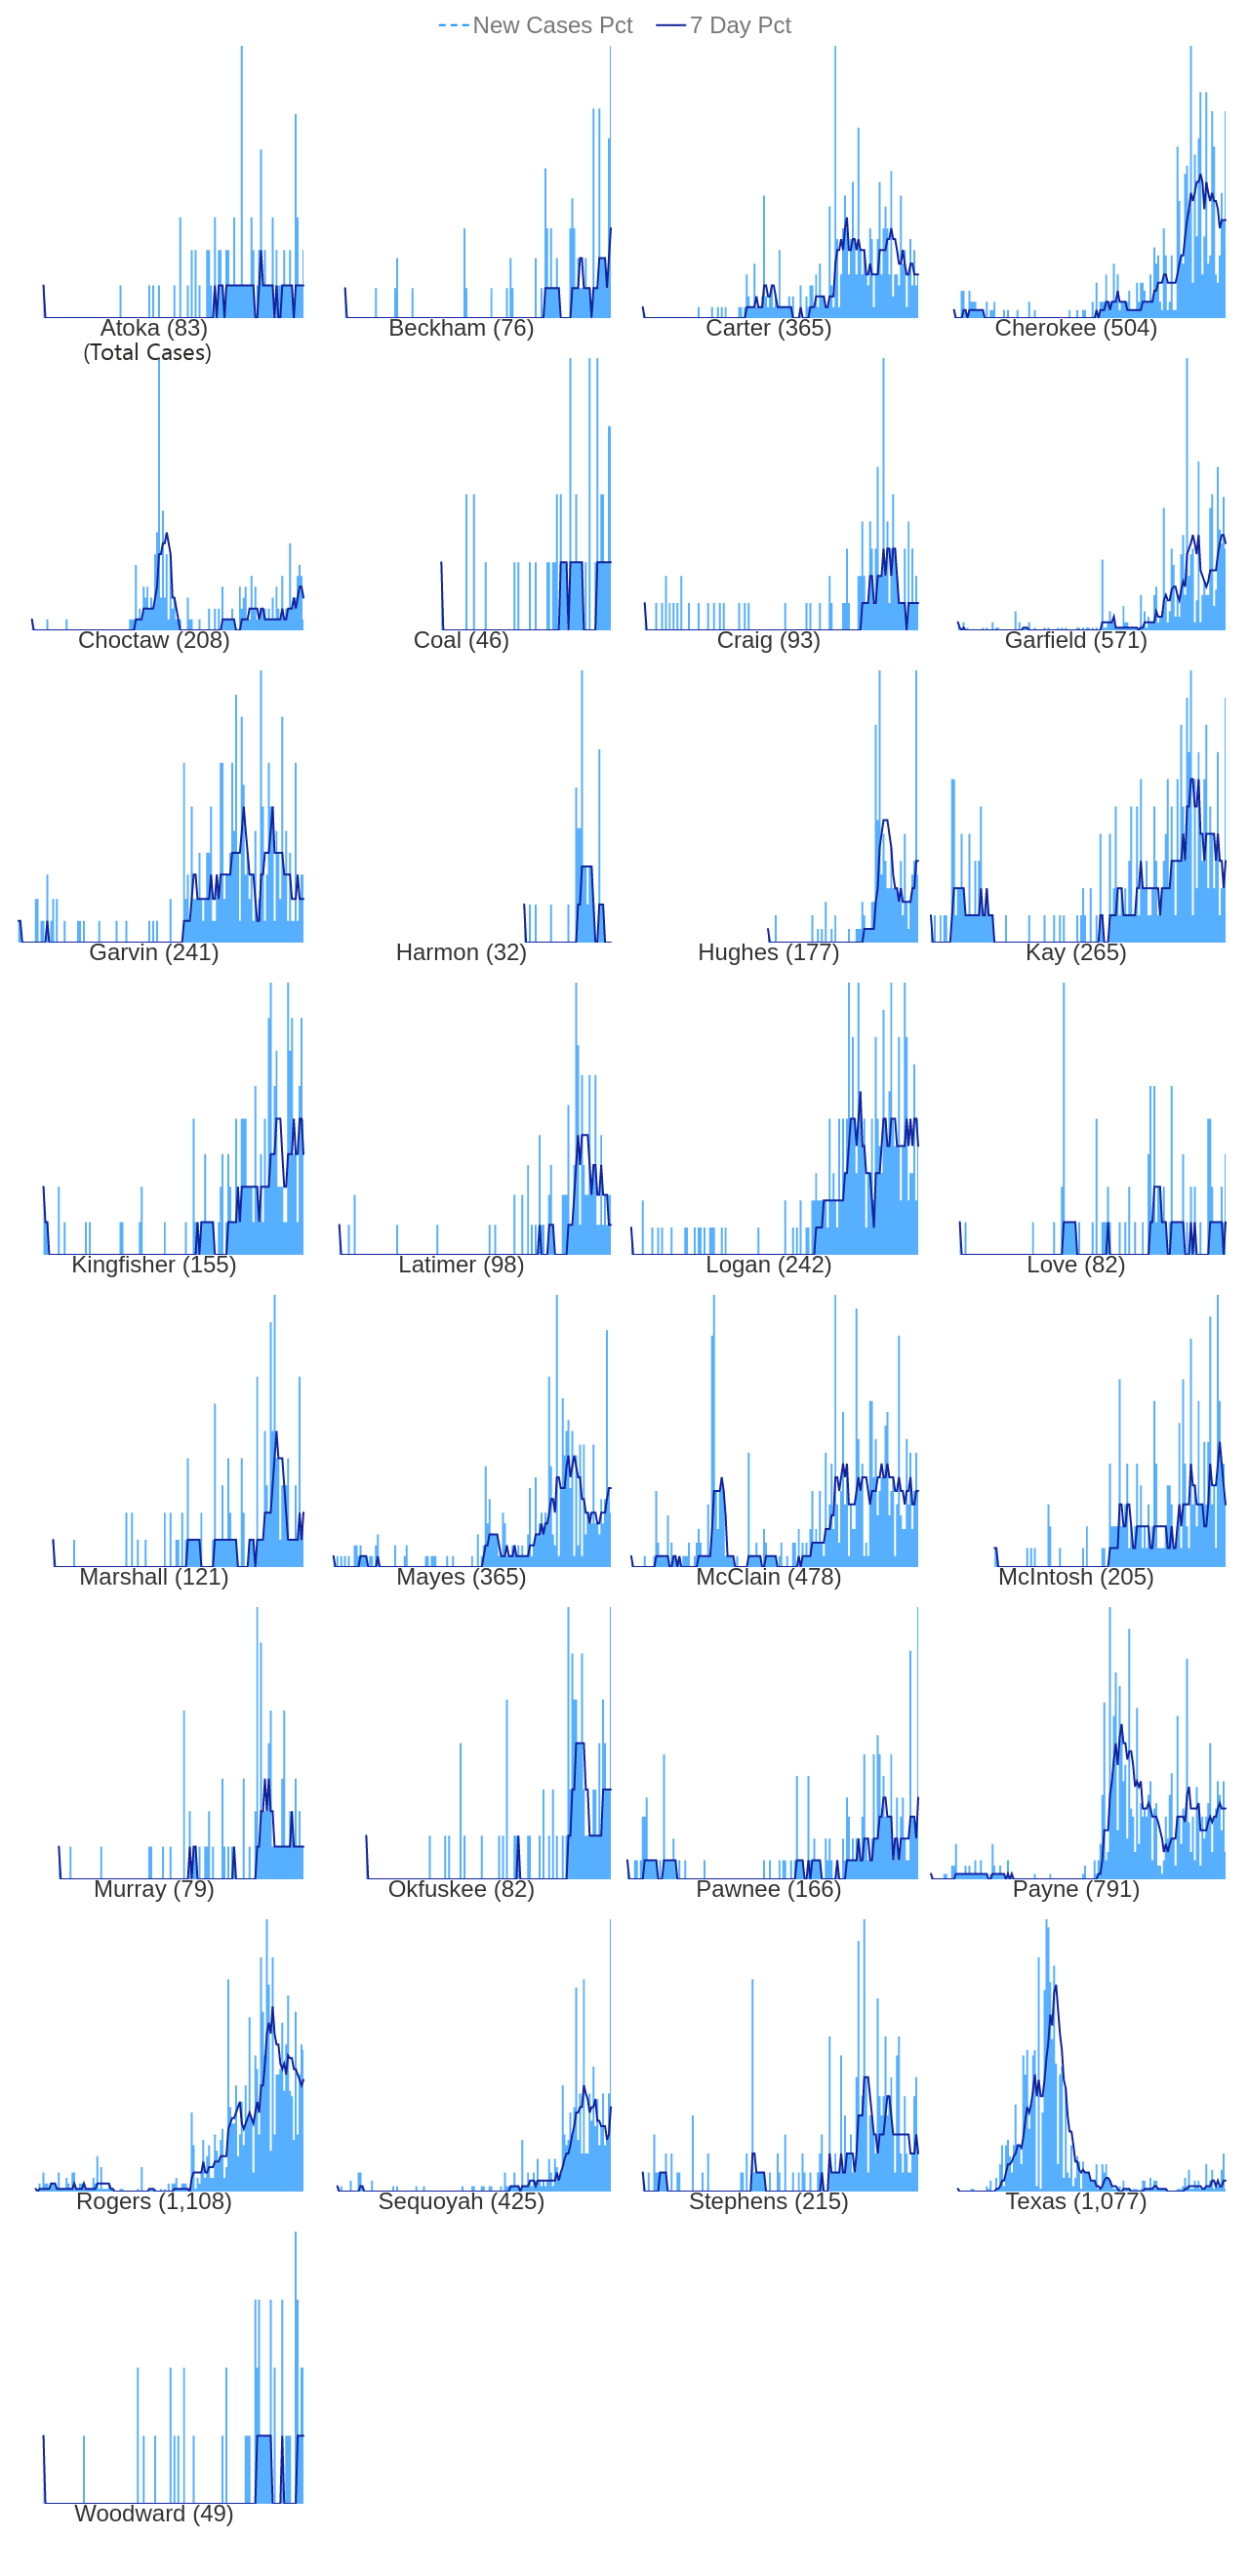 New Cases Pct 7 Day Pct
Atoka (83) Beckham (76) Carter (365) Cherokee (504)
(Total Cases)
Choctaw (208) Coal (46) Craig (93) Garfield (571)
Garvin (241) Harmon (32) Hughes (177) Kay (265)
Kingfisher (155) Latimer (98) Logan (242) Love (82)
Marshall (121) Mayes (365) McClain (478) McIntosh (205)
Murray (79) Okfuskee (82) Pawnee (166) Payne (791)
Rogers (1,108) Sequoyah (425) Stephens (215) Texas (1,077)
Woodward (49)